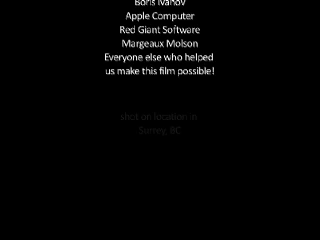 Boris Ivanov
Apple Computer
Red Giant Software
Margeaux Molson
Everyone else who helped
us make this film possible!
shot on location in
Surrey, BC